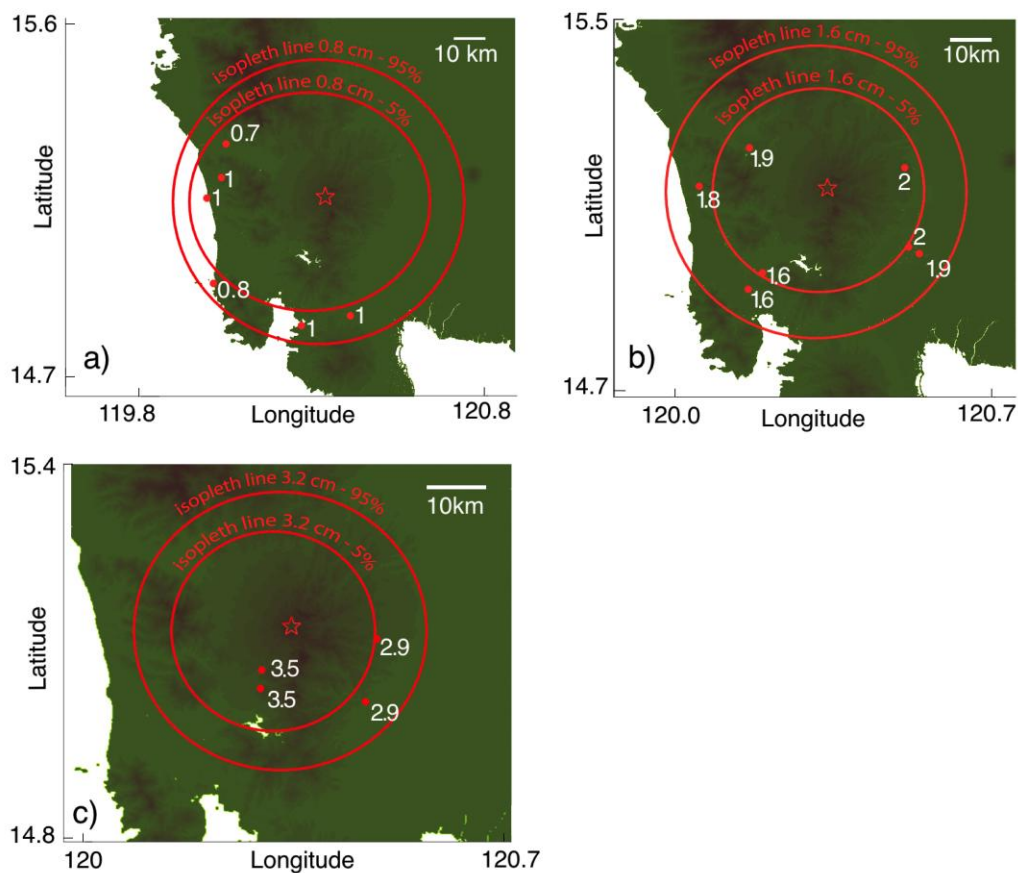 15.6
Latitude
14.7
119.8
Longitude
120.8
10 km
isopleth line 0.8 cm - 95%
isopleth line 0.8 cm - 5%
0.7
1
1
0.8
1
1
a)
15.5
Latitude
14.7
120.0
Longitude
120.7
10km
isopleth line 1.6 cm - 95%
isopleth line 1.6 cm - 5%
1.9
2
1.8
2
1.9
1.6
1.6
b)
15.4
Latitude
14.8
120
Longitude
120.7
10km
isopleth line 3.2 cm - 95%
isopleth line 3.2 cm - 5%
2.9
3.5
3.5
2.9
c)